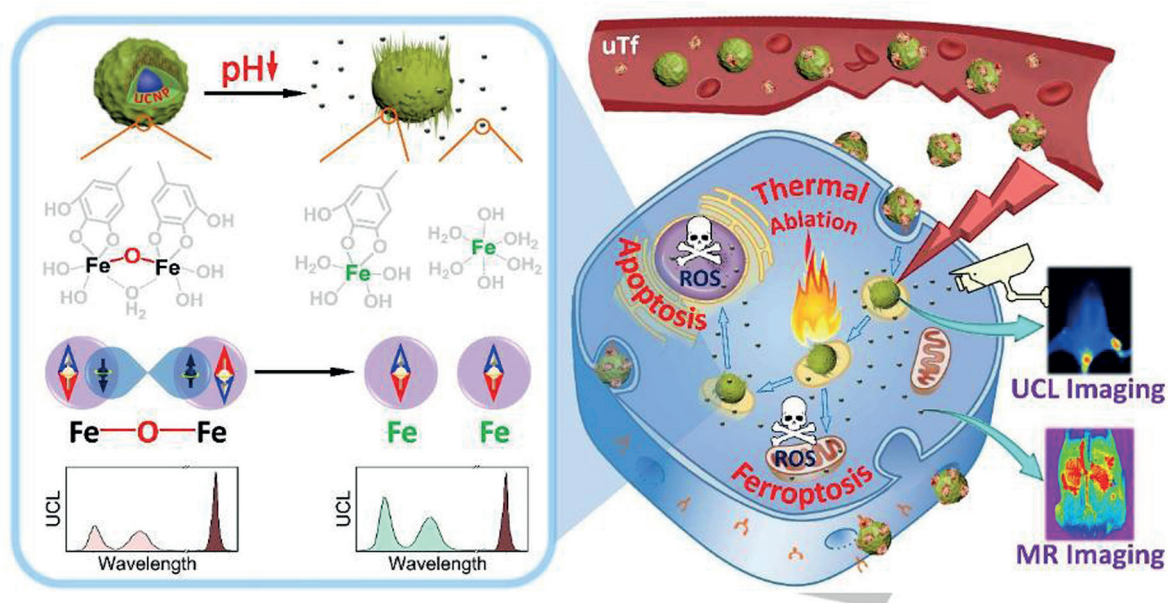 UCNP
pH↓
HO
O
O
O
O
OH
Fe
O
Fe
HO
HO
O
H2
OH
OH
HO
O
O
H2O
Fe
OH
HO
OH
OH
H2O
Fe
OH2
H2O
OH2
OH
Fe—O—Fe
Fe
Fe
UCL
Wavelength
UCL
Wavelength
uTf
Thermal
Ablation
Apoptosis
ROS
ROS
Ferroptosis
UCL Imaging
MR Imaging